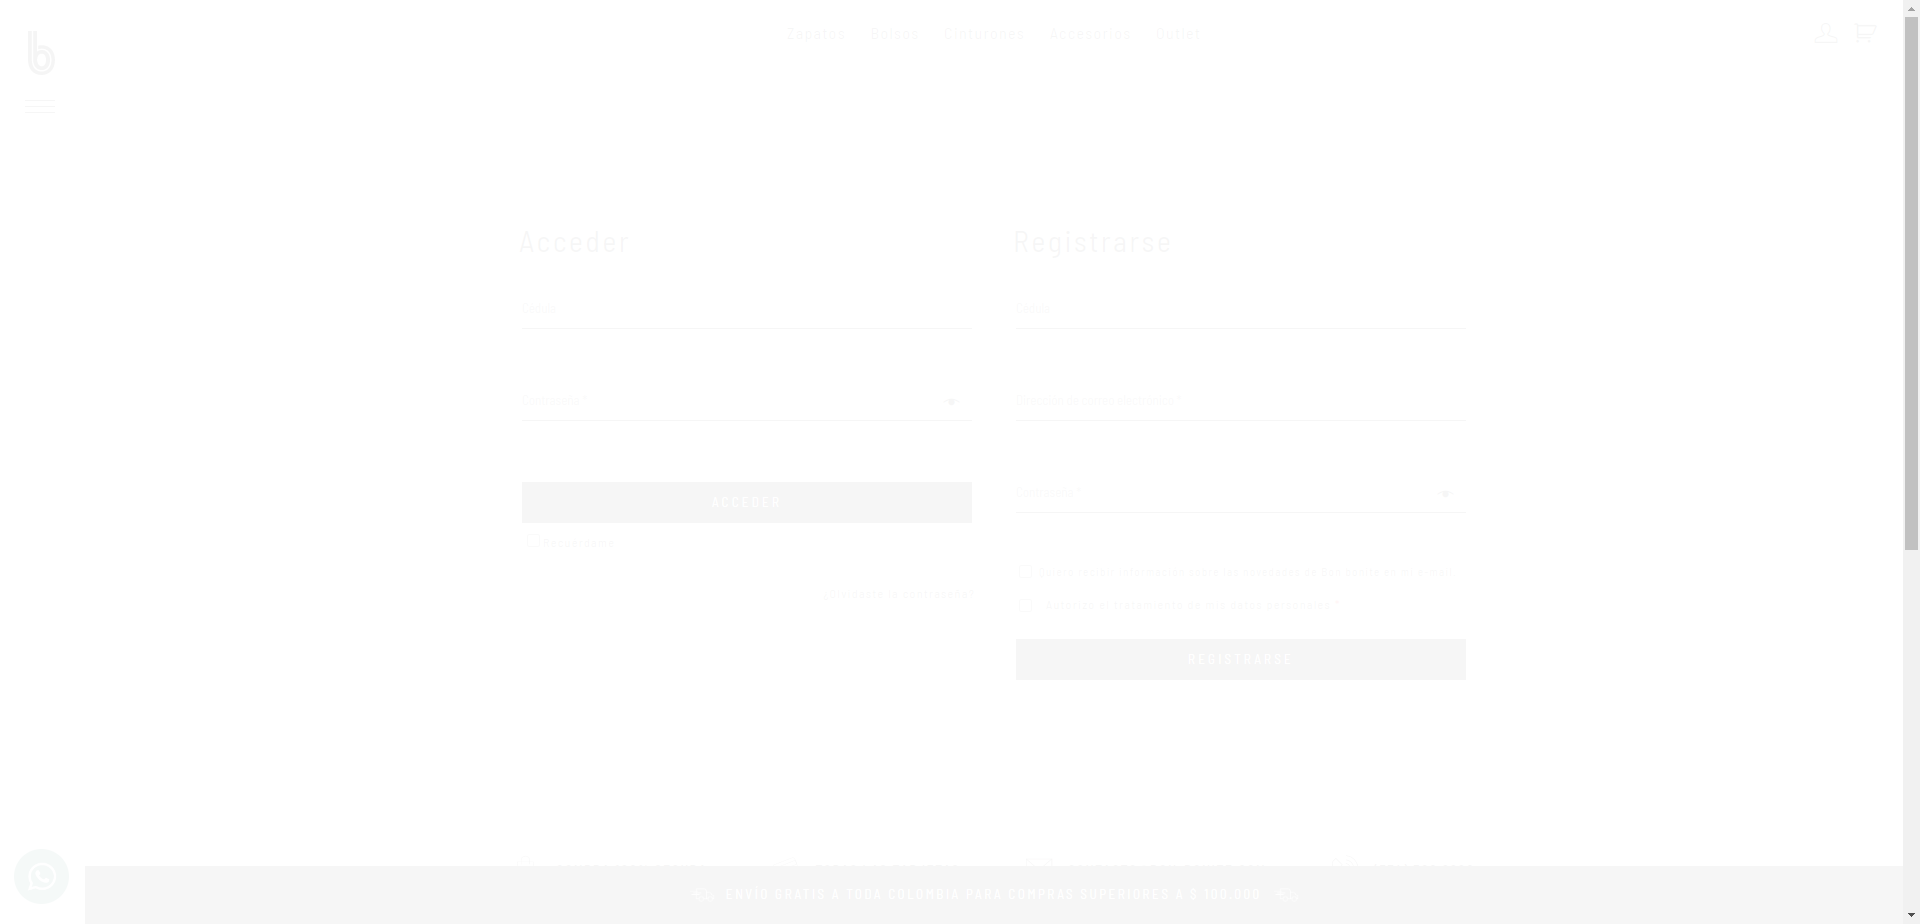 b
Zapatos Bolsos Cinturones Accesorios Outlet
Acceder
Registrarse
Cédula
Cédula
Contraseña *
Dirección de correo electrónico *
ACCEDER
Contraseña *
Recuérdame
Quiero recibir información sobre las novedades de en mi e-mail
¿Olvidaste la contraseña?
Autorizo el tratamiento de mis datos personales *
REGISTRARSE
ENVÍO GRATIS A TODA COLOMBIA PARA COMPRAS SUPERIORES A $ 100.000